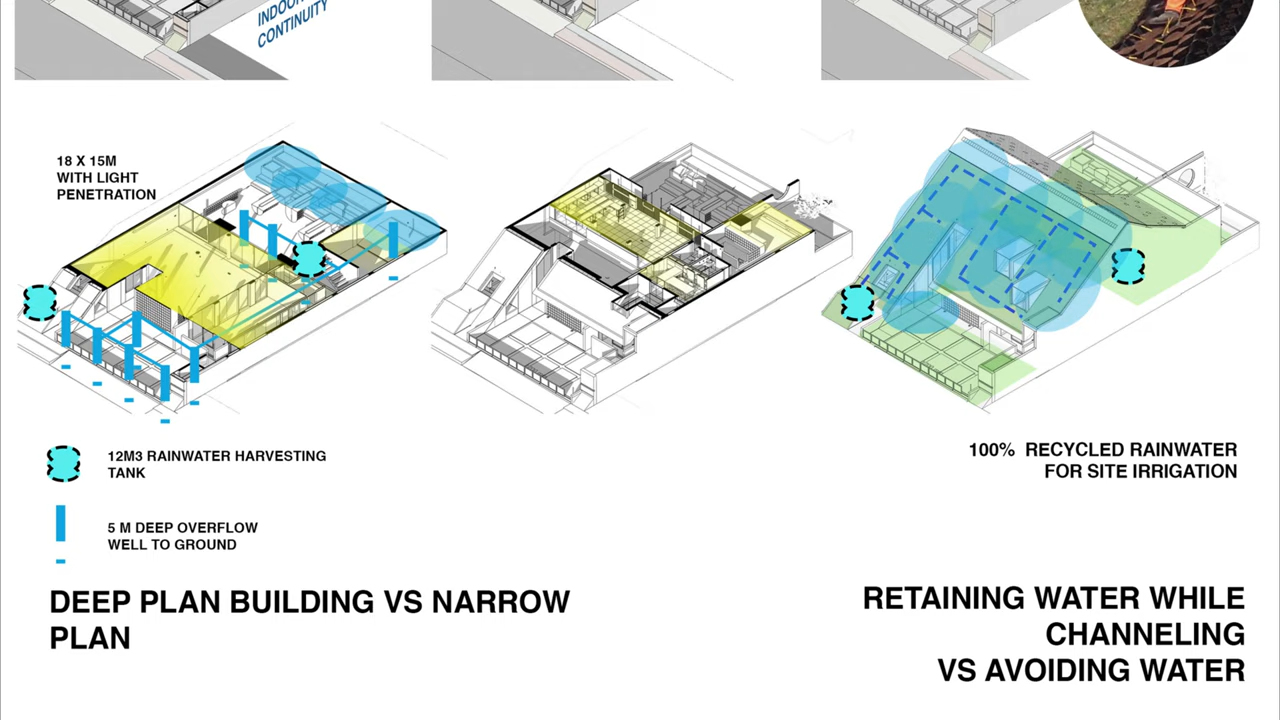 INDOOR
CONTINUITY
18 X 15M
WITH LIGHT
PENETRATION
12M3 RAINWATER HARVESTING
TANK
5 M DEEP OVERFLOW
WELL TO GROUND
100% RECYCLED RAINWATER
FOR SITE IRRIGATION
DEEP PLAN BUILDING VS NARROW
PLAN
RETAINING WATER WHILE
CHANNELING
VS AVOIDING WATER